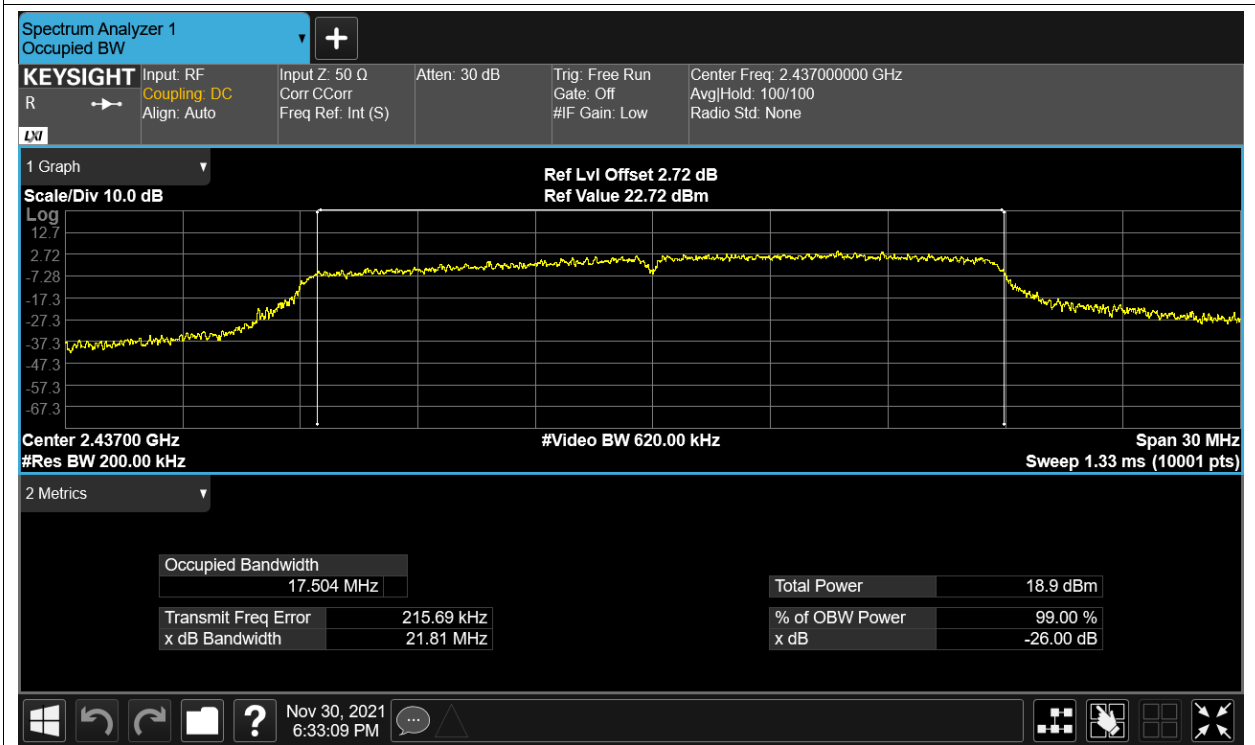 Spectrum Analyzer 1
Occupied BW
KEYSIGHT
R
LXI
Input: RF
Coupling: DC
Align: Auto
Input Z: 50 Ω
Corr CCorr
Freq Ref: Int (S)
Atten: 30 dB
Trig: Free Run
Gate: Off
#IF Gain: Low
Center Freq: 2.437000000 GHz
Avg|Hold: 100/100
Radio Std: None
1 Graph
Scale/Div 10.0 dB
Ref Lvl Offset 2.72 dB
Ref Value 22.72 dBm
Log
12.7
2.72
-7.28
-17.3
-27.3
-37.3
-47.3
-57.3
-67.3
Center 2.43700 GHz
#Video BW 620.00 kHz
Span 30 MHz
#Res BW 200.00 kHz
Sweep 1.33 ms (10001 pts)
2 Metrics
Occupied Bandwidth
17.504 MHz
Total Power 18.9 dBm
Transmit Freq Error 215.69 kHz
% of OBW Power 99.00 %
x dB Bandwidth 21.81 MHz
x dB -26.00 dB
?
Nov 30, 2021
6:33:09 PM